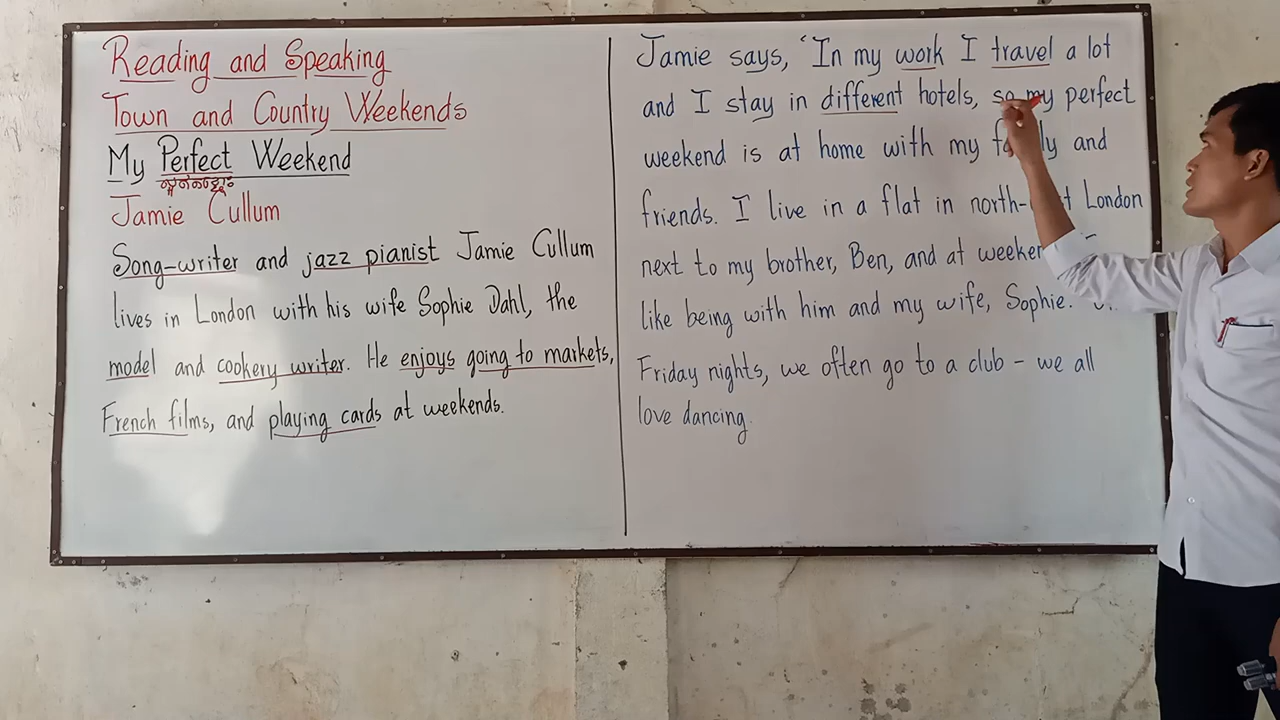 Reading and Speaking
Town and Country Weekends
My Perfect Weekend
Jamie Cullum
Song-writer and jazz pianist Jamie Cullum
lives in London with his wife Sophie Dahl, the
model and cookery writer. He enjoys going to markets,
French films, and playing cards at weekends.
Jamie says, 'In my work I travel a lot
and I stay in different hotels, so my perfect
weekend is at home with my and
friends. I live in a flat in London
next to my brother, Ben, and at
like being with him and my wife, Sophie.
Friday nights, we often go to a club – we all
love dancing.